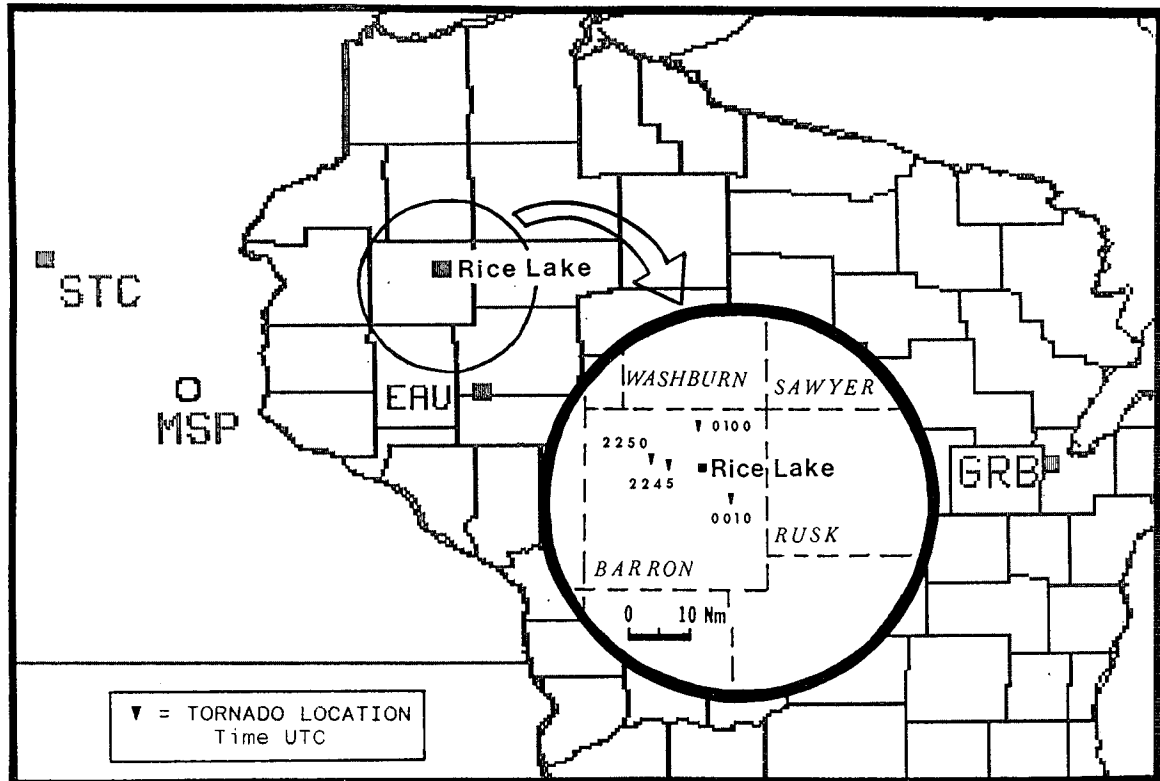 Rice Lake
STC
MSP
EAU
WASHBURN
SAWYER
0100
2250
2245
Rice Lake
0010
GRB
RUSK
BARRON
0 10 Nm
▼ = TORNADO LOCATION
Time UTC